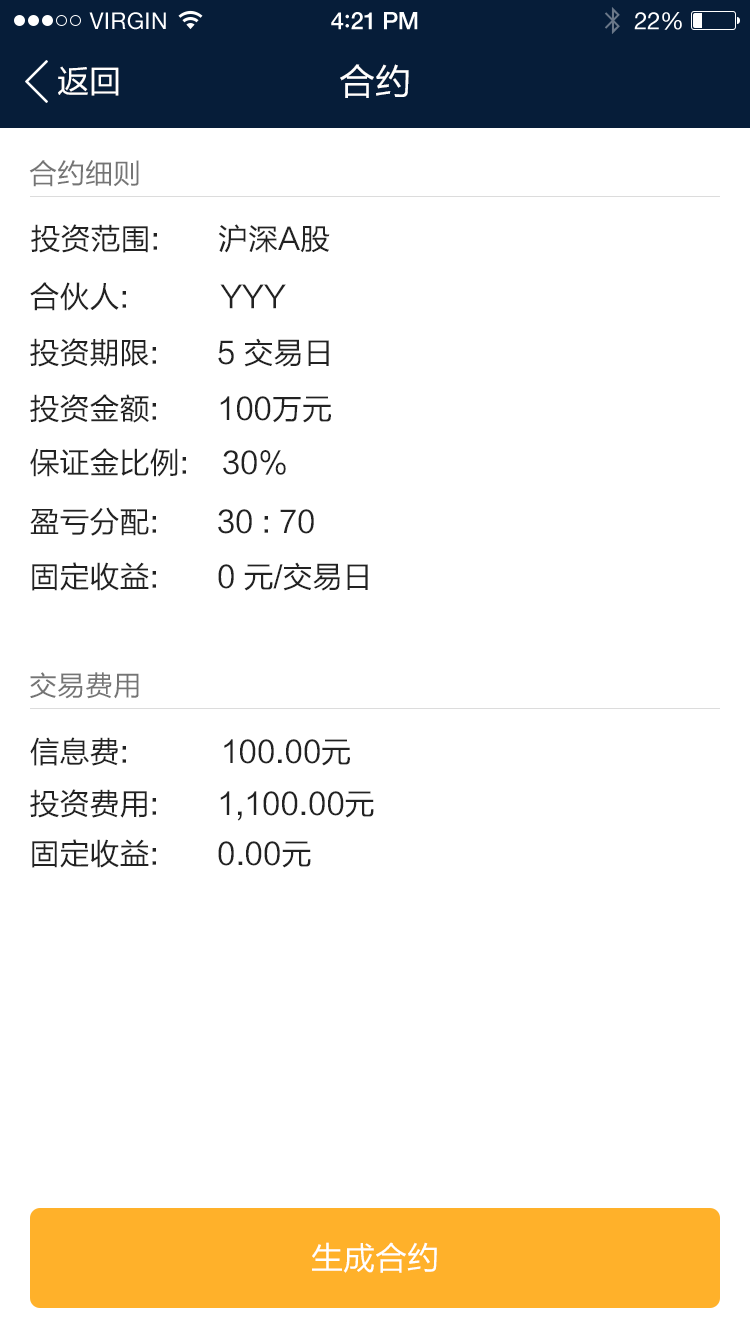 VIRGIN 4:21 PM 22%
返回 合约
合约细则
投资范围: 沪深A股
合伙人: YYY
投资期限: 5 交易日
投资金额: 100万元
保证金比例: 30%
盈亏分配: 30 : 70
固定收益: 0 元/交易日
交易费用
信息费: 100.00元
投资费用: 1,100.00元
固定收益: 0.00元
生成合约